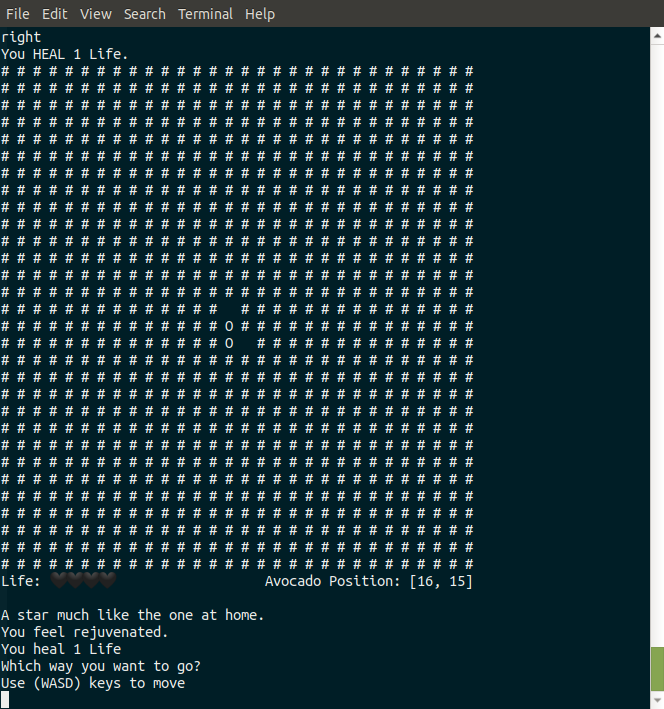 File Edit View Search Terminal Help
right
You HEAL 1 Life.
# # # # # # # # # # # # # # # # # # # # # # # # # # # # # #
# # # # # # # # # # # # # # # # # # # # # # # # # # # # # #
# # # # # # # # # # # # # # # # # # # # # # # # # # # # # #
# # # # # # # # # # # # # # # # # # # # # # # # # # # # # #
# # # # # # # # # # # # # # # # # # # # # # # # # # # # # #
# # # # # # # # # # # # # # # # # # # # # # # # # # # # # #
# # # # # # # # # # # # # # # # # # # # # # # # # # # # # #
# # # # # # # # # # # # # # # # # # # # # # # # # # # # # #
# # # # # # # # # # # # # # # # # # # # # # # # # # # # # #
# # # # # # # # # # # # # # # # # # # # # # # # # # # # # #
# # # # # # # # # # # # # # # # # # # # # # # # # # # # # #
# # # # # # # # # # # # # # # # # # # # # # # # # # # # # #
# # # # # # # # # # # # # # # # # # # # # # # # # # # # # #
# # # # # # # # # # # # # # # # # # # # # # # # # # # # # #
# # # # # # # # # # # # # #   # # # # # # # # # # # # # # #
# # # # # # # # # # # # # # O # # # # # # # # # # # # # # #
# # # # # # # # # # # # # # O   # # # # # # # # # # # # # #
# # # # # # # # # # # # # # # # # # # # # # # # # # # # # #
# # # # # # # # # # # # # # # # # # # # # # # # # # # # # #
# # # # # # # # # # # # # # # # # # # # # # # # # # # # # #
# # # # # # # # # # # # # # # # # # # # # # # # # # # # # #
# # # # # # # # # # # # # # # # # # # # # # # # # # # # # #
# # # # # # # # # # # # # # # # # # # # # # # # # # # # # #
# # # # # # # # # # # # # # # # # # # # # # # # # # # # # #
# # # # # # # # # # # # # # # # # # # # # # # # # # # # # #
# # # # # # # # # # # # # # # # # # # # # # # # # # # # # #
# # # # # # # # # # # # # # # # # # # # # # # # # # # # # #
# # # # # # # # # # # # # # # # # # # # # # # # # # # # # #
# # # # # # # # # # # # # # # # # # # # # # # # # # # # # #
# # # # # # # # # # # # # # # # # # # # # # # # # # # # # #
Life: 🖤🖤🖤🖤 Avocado Position: [16, 15]
A star much like the one at home.
You feel rejuvenated.
You heal 1 Life
Which way you want to go?
Use (WASD) keys to move